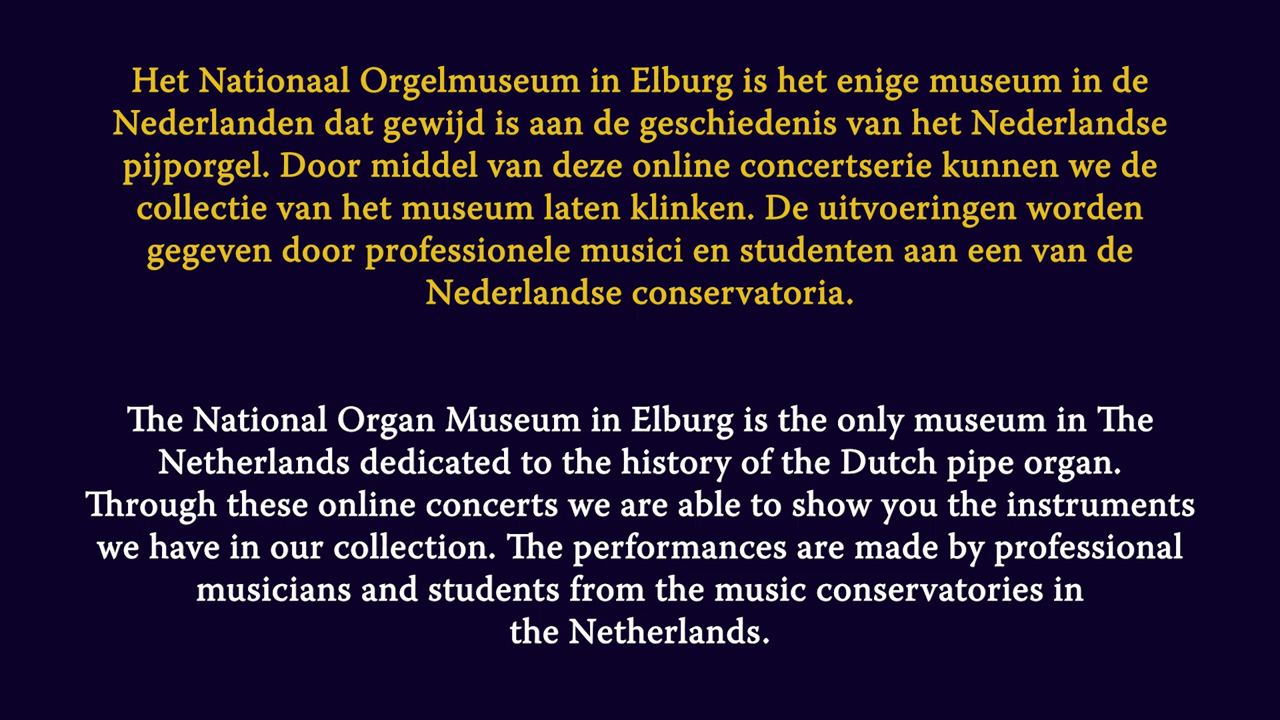 Het Nationaal Orgelmuseum in Elburg is het enige museum in de
Nederlanden dat gewijd is aan de geschiedenis van het Nederlandse
pijporgel. Door middel van deze online concertserie kunnen we de
collectie van het museum laten klinken. De uitvoeringen worden
gegeven door professionele musici en studenten aan een van de
Nederlandse conservatoria.
The National Organ Museum in Elburg is the only museum in The
Netherlands dedicated to the history of the Dutch pipe organ.
Through these online concerts we are able to show you the instruments
we have in our collection. The performances are made by professional
musicians and students from the music conservatories in
the Netherlands.